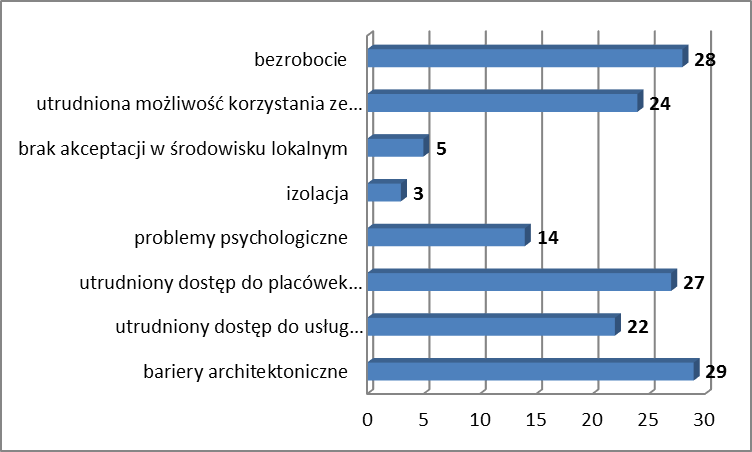 bezrobocie 28
utrudniona możliwość korzystania ze... 24
brak akceptacji w środowisku lokalnym 5
izolacja 3
problemy psychologiczne 14
utrudniony dostęp do placówek... 27
utrudniony dostęp do usług... 22
bariery architektoniczne 29
0 5 10 15 20 25 30